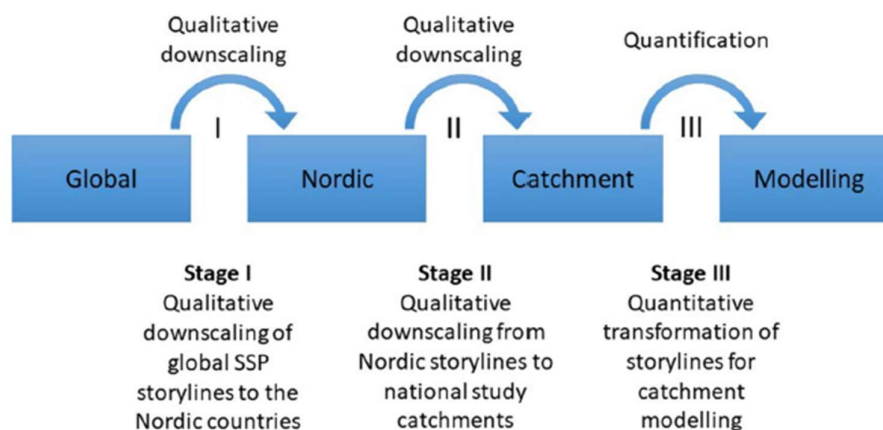 Qualitative
downscaling
Qualitative
downscaling
Quantification
I
II
III
Global
Nordic
Catchment
Modelling
Stage I
Qualitative
downscaling of
global SSP
storylines to the
Nordic countries
Stage II
Qualitative
downscaling from
Nordic storylines to
national study
catchments
Stage III
Quantitative
transformation of
storylines for
catchment
modelling